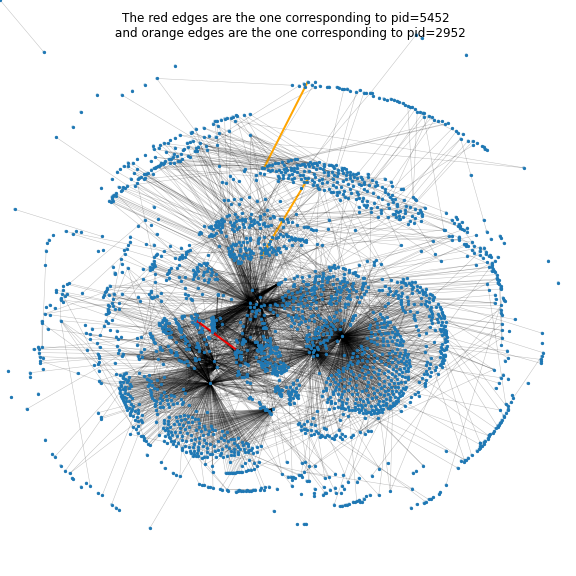 The red edges are the one corresponding to pid=5452
and orange edges are the one corresponding to pid=2952